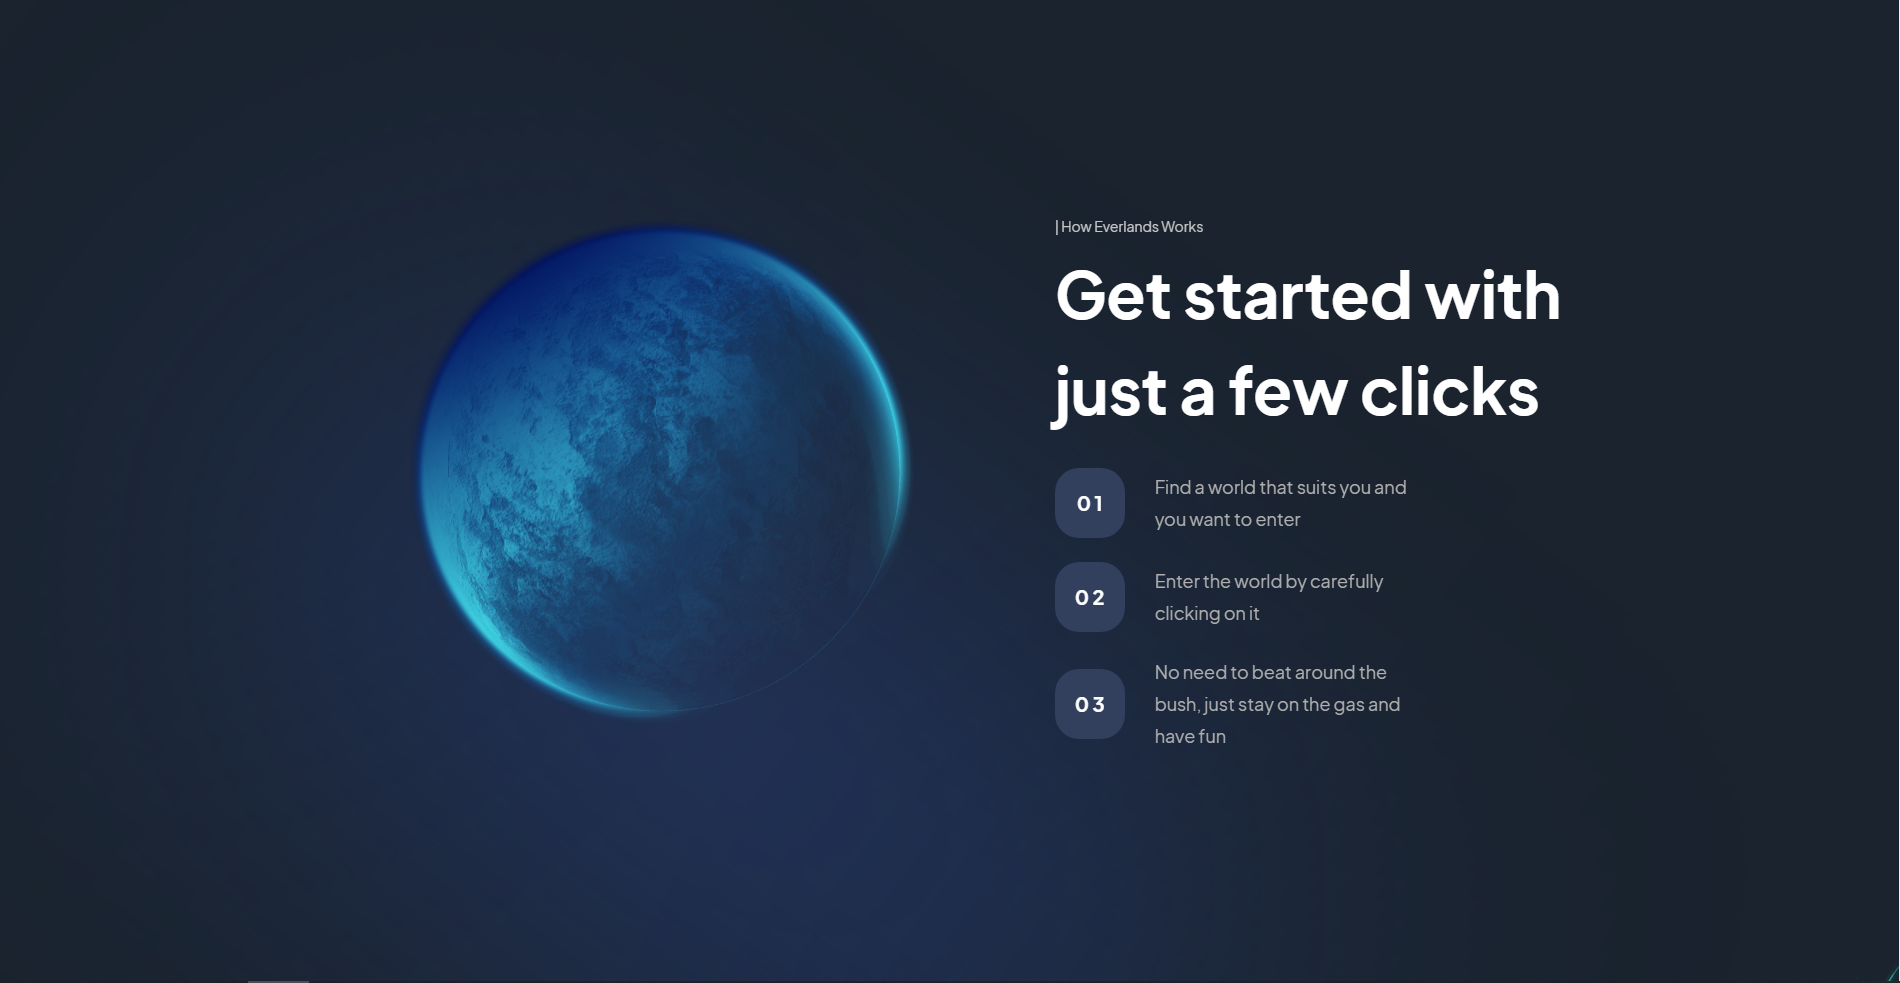 | How Everlands Works
Get started with
just a few clicks
01
Find a world that suits you and
you want to enter
02
Enter the world by carefully
clicking on it
03
No need to beat around the
bush, just stay on the gas and
have fun